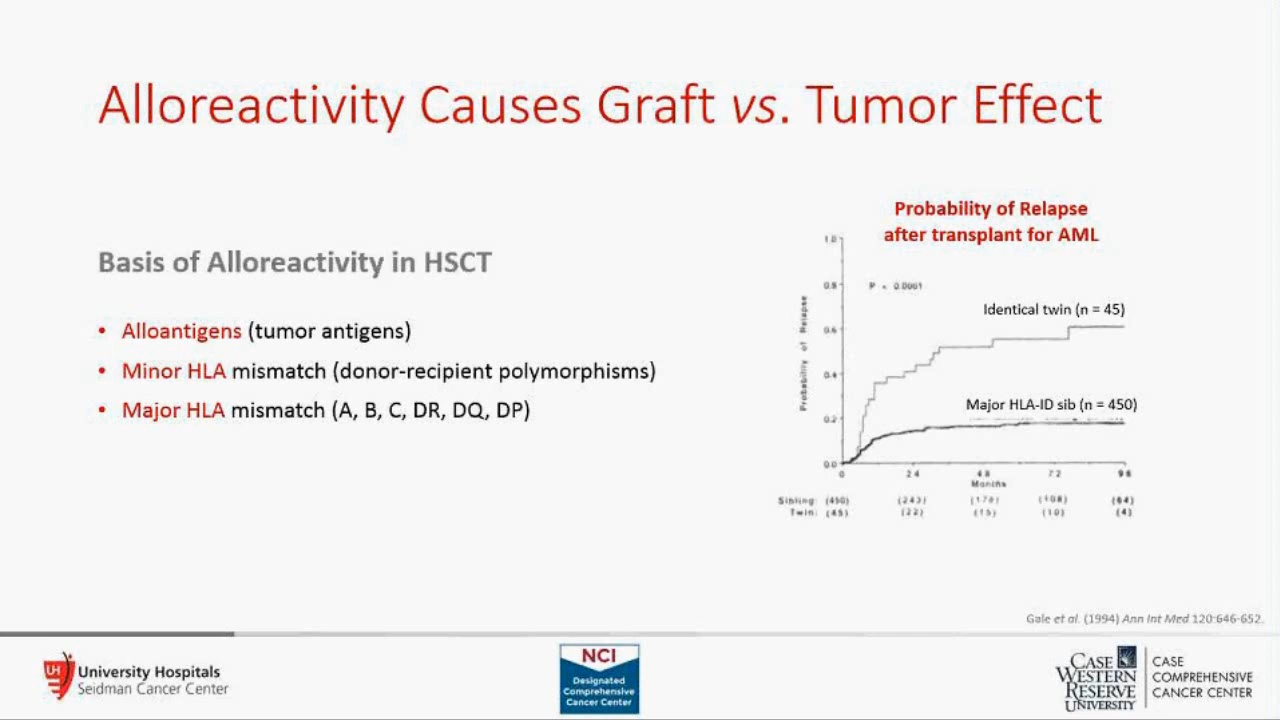 Alloreactivity Causes Graft vs. Tumor Effect
Basis of Alloreactivity in HSCT
• Alloantigens (tumor antigens)
• Minor HLA mismatch (donor-recipient polymorphisms)
• Major HLA mismatch (A, B, C, DR, DQ, DP)
Probability of Relapse
after transplant for AML
1.0
0.8
0.6
0.4
0.2
0.0
Probability of Relapse
P < 0.0001
Identical twin (n = 45)
Major HLA-ID sib (n = 450)
0 24 48 72 96
Months
Sibling: (450) (243) (108) (64)
Twin: (45) (22) (15) (10) (4)
Gale et al. (1994) Ann Int Med 120:646-652.
UH
University Hospitals
Seidman Cancer Center
NCI
Designated
Comprehensive
Cancer Center
CASE
WESTERN
RESERVE
UNIVERSITY
CASE
COMPREHENSIVE
CANCER CENTER